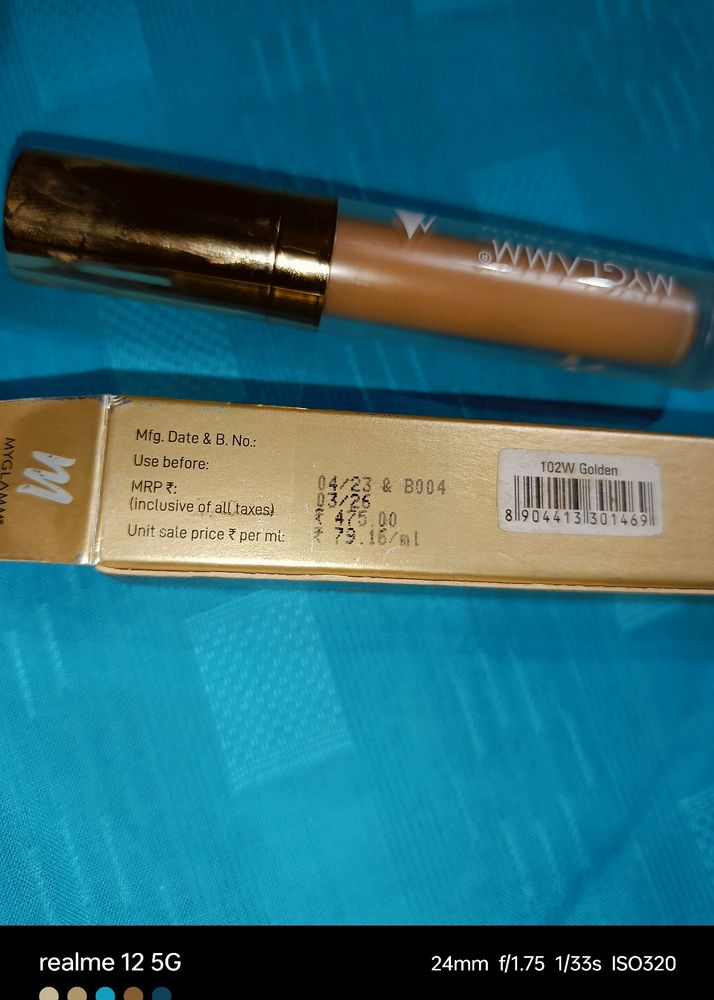 MYGLAMM®
MYGLAMM®
Mfg. Date & B. No.:
Use before:
MRP ₹:
(inclusive of all taxes)
Unit sale price ₹ per ml:
04/23 & B004
03/26
₹ 475.00
₹ 79.16/ml
102W Golden
8 904413 301469
realme 12 5G
24mm f/1.75 1/33s ISO320